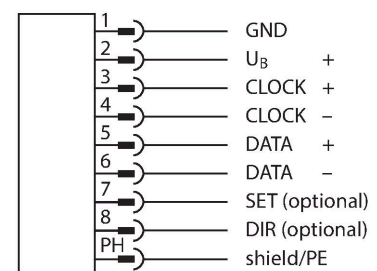 1 GND
2 U_B +
3 CLOCK +
4 CLOCK –
5 DATA +
6 DATA –
7 SET (optional)
8 DIR (optional)
PH shield/PE